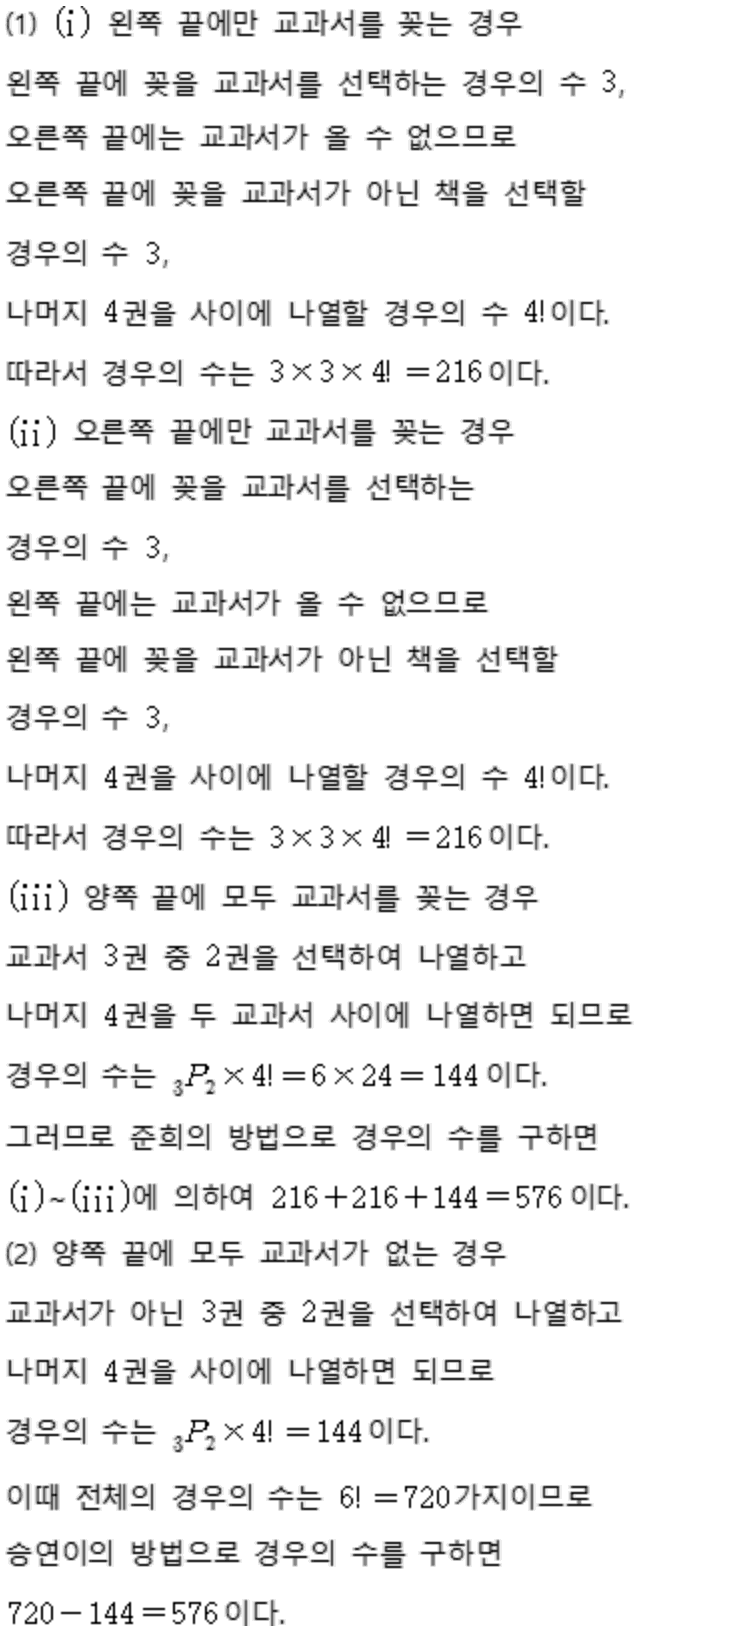 (1) (i) 왼쪽 끝에만 교과서를 꽂는 경우
왼쪽 끝에 꽂을 교과서를 선택하는 경우의 수 3,
오른쪽 끝에는 교과서가 올 수 없으므로
오른쪽 끝에 꽂을 교과서가 아닌 책을 선택할
경우의 수 3,
나머지 4권을 사이에 나열할 경우의 수 4!이다.
따라서 경우의 수는 3×3×4! =216이다.
(ii) 오른쪽 끝에만 교과서를 꽂는 경우
오른쪽 끝에 꽂을 교과서를 선택하는
경우의 수 3,
왼쪽 끝에는 교과서가 올 수 없으므로
왼쪽 끝에 꽂을 교과서가 아닌 책을 선택할
경우의 수 3,
나머지 4권을 사이에 나열할 경우의 수 4!이다.
따라서 경우의 수는 3×3×4! =216이다.
(iii) 양쪽 끝에 모두 교과서를 꽂는 경우
교과서 3권 중 2권을 선택하여 나열하고
나머지 4권을 두 교과서 사이에 나열하면 되므로
경우의 수는 ₃P₂×4!=6×24=144이다.
그러므로 준희의 방법으로 경우의 수를 구하면
(i)~(iii)에 의하여 216+216+144=576이다.
(2) 양쪽 끝에 모두 교과서가 없는 경우
교과서가 아닌 3권 중 2권을 선택하여 나열하고
나머지 4권을 사이에 나열하면 되므로
경우의 수는 ₃P₂×4! =144이다.
이때 전체의 경우의 수는 6! =720가지이므로
승연이의 방법으로 경우의 수를 구하면
720-144=576이다.